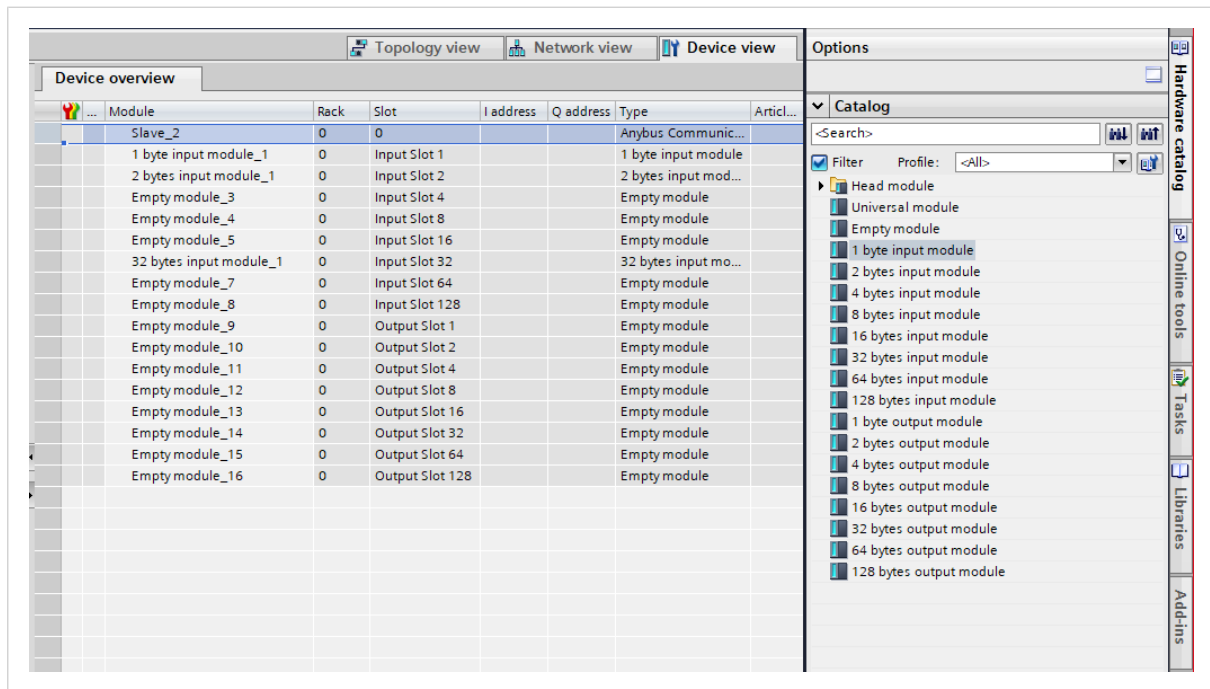 Topology view Network view Device view
Options
Device overview
... Module Rack Slot I address Q address Type Articl...
Slave_2 0 0 Anybus Communic...
1 byte input module_1 0 Input Slot 1 1 byte input module
2 bytes input module_1 0 Input Slot 2 2 bytes input mod...
Empty module_3 0 Input Slot 4 Empty module
Empty module_4 0 Input Slot 8 Empty module
Empty module_5 0 Input Slot 16 Empty module
32 bytes input module_1 0 Input Slot 32 32 bytes input mo...
Empty module_7 0 Input Slot 64 Empty module
Empty module_8 0 Input Slot 128 Empty module
Empty module_9 0 Output Slot 1 Empty module
Empty module_10 0 Output Slot 2 Empty module
Empty module_11 0 Output Slot 4 Empty module
Empty module_12 0 Output Slot 8 Empty module
Empty module_13 0 Output Slot 16 Empty module
Empty module_14 0 Output Slot 32 Empty module
Empty module_15 0 Output Slot 64 Empty module
Empty module_16 0 Output Slot 128 Empty module
Catalog
<Search>
Filter Profile: <All>
Head module
Universal module
Empty module
1 byte input module
2 bytes input module
4 bytes input module
8 bytes input module
16 bytes input module
32 bytes input module
64 bytes input module
128 bytes input module
1 byte output module
2 bytes output module
4 bytes output module
8 bytes output module
16 bytes output module
32 bytes output module
64 bytes output module
128 bytes output module
Hardware catalog
Online tools
Tasks
Libraries
Add-ins